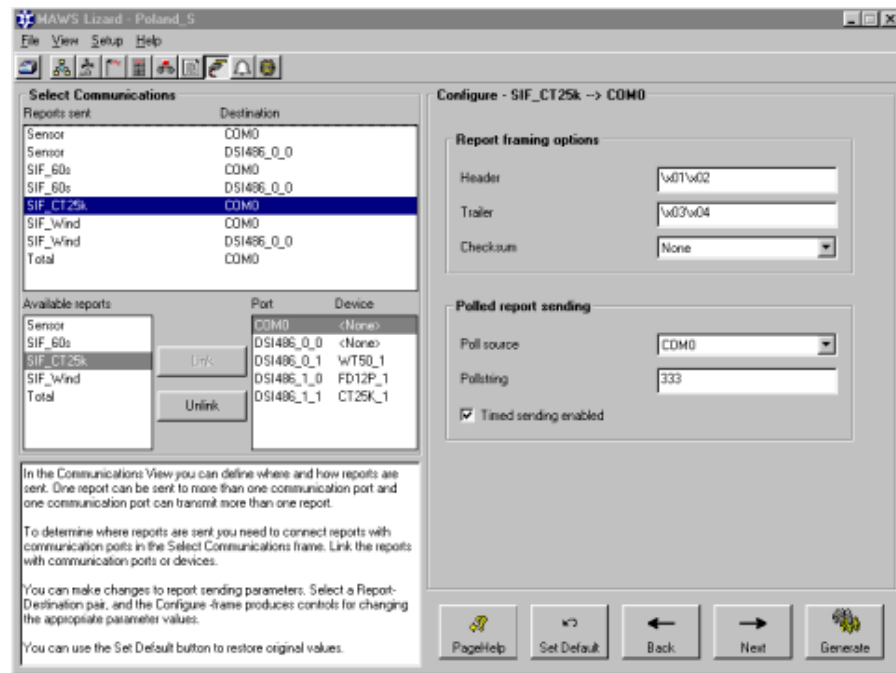 MAWS Lizard - Poland_S
File View Setup Help
Select Communications
Reports sent Destination
Sensor COM0
Sensor DSI486_0_0
SIF_60s COM0
SIF_60s DSI486_0_0
SIF_CT25k COM0
SIF_Wind COM0
SIF_Wind DSI486_0_0
Total COM0
Available reports
Sensor
SIF_60s
SIF_CT25k
SIF_Wind
Total
Link
Unlink
Port Device
COM0 <None>
DSI486_0_0 <None>
DSI486_0_1 WT50_1
DSI486_1_0 FD12P_1
DSI486_1_1 CT25K_1
In the Communications View you can define where and how reports are
sent. One report can be sent to more than one communication port and
one communication port can transmit more than one report.
To determine where reports are sent you need to connect reports with
communication ports in the Select Communications frame. Link the reports
with communication ports or devices.
You can make changes to report sending parameters. Select a Report-
Destination pair, and the Configure -frame produces controls for changing
the appropriate parameter values.
You can use the Set Default button to restore original values.
Configure - SIF_CT25k --> COM0
Report framing options
Header \x01\x02
Trailer \x03\x04
Checksum None
Polled report sending
Poll source COM0
Pollstring 333
Timed sending enabled
PageHelp Set Default Back Next Generate